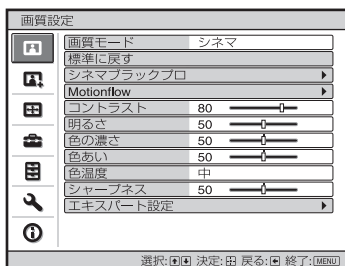 画質設定
画質モード シネマ
標準に戻す
シネマブラックプロ
Motionflow
コントラスト 80
明るさ 50
色の濃さ 50
色あい 50
色温度 中
シャープネス 50
エキスパート設定
選択: 決定: 戻る: 終了:MENU